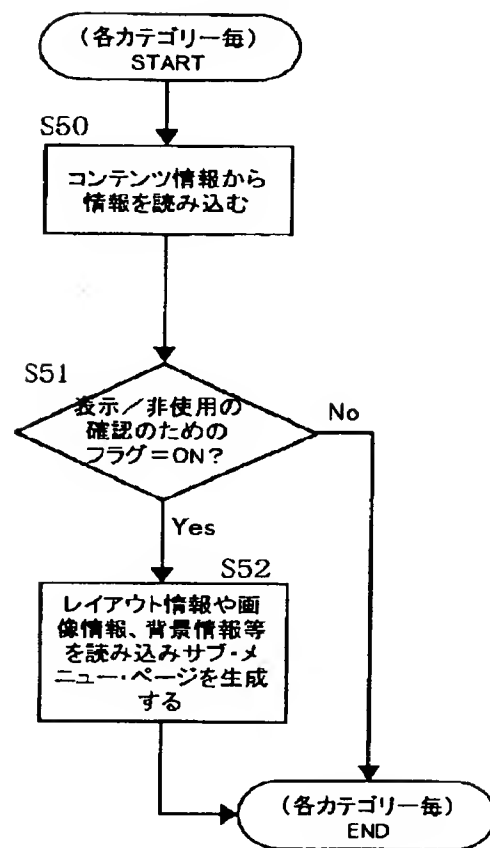 (各カテゴリー毎)
START
S50
コンテンツ情報から
情報を読み込む
S51
表示／非使用の
確認のための
フラグ＝ON？
No
Yes
S52
レイアウト情報や画
像情報、背景情報等
を読み込みサブ・メ
ニュー・ページを生成
する
(各カテゴリー毎)
END